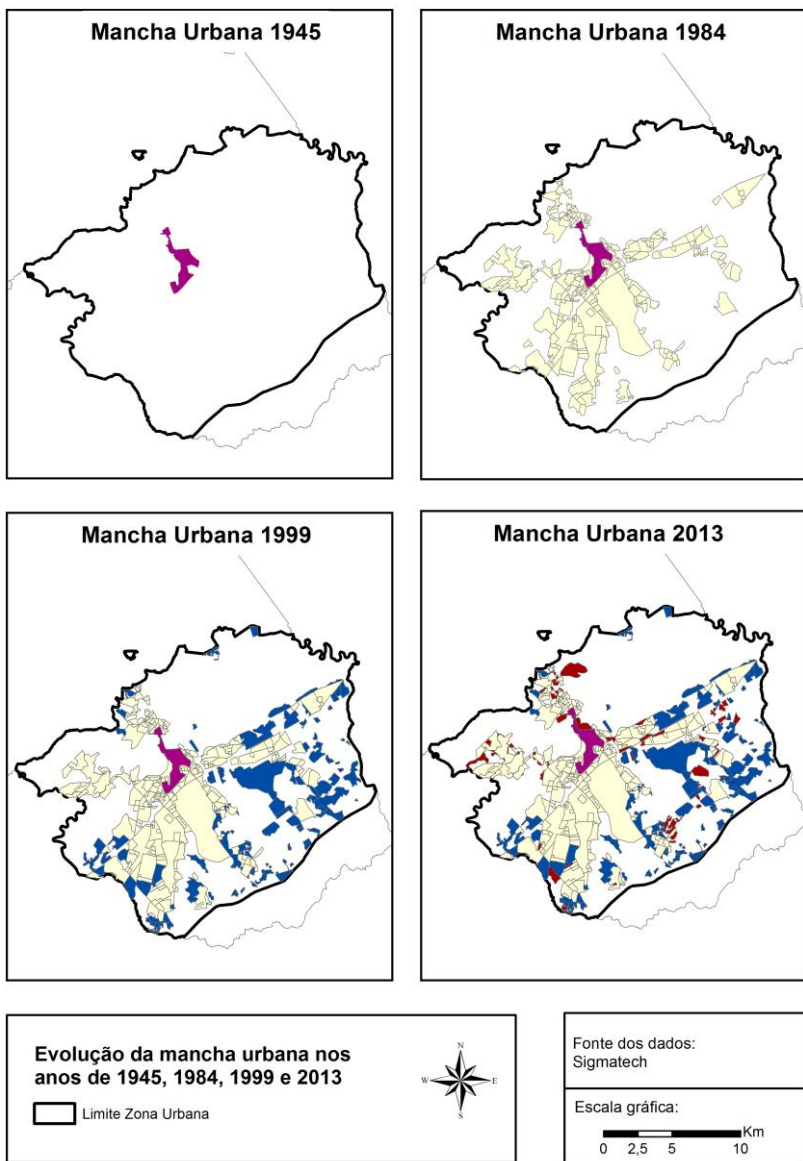 Mancha Urbana 1945
Mancha Urbana 1984
Mancha Urbana 1999
Mancha Urbana 2013
Evolução da mancha urbana nos
anos de 1945, 1984, 1999 e 2013
Limite Zona Urbana
N
W
E
S
Fonte dos dados:
Sigmatech
Escala gráfica:
Km
0 2,5 5 10